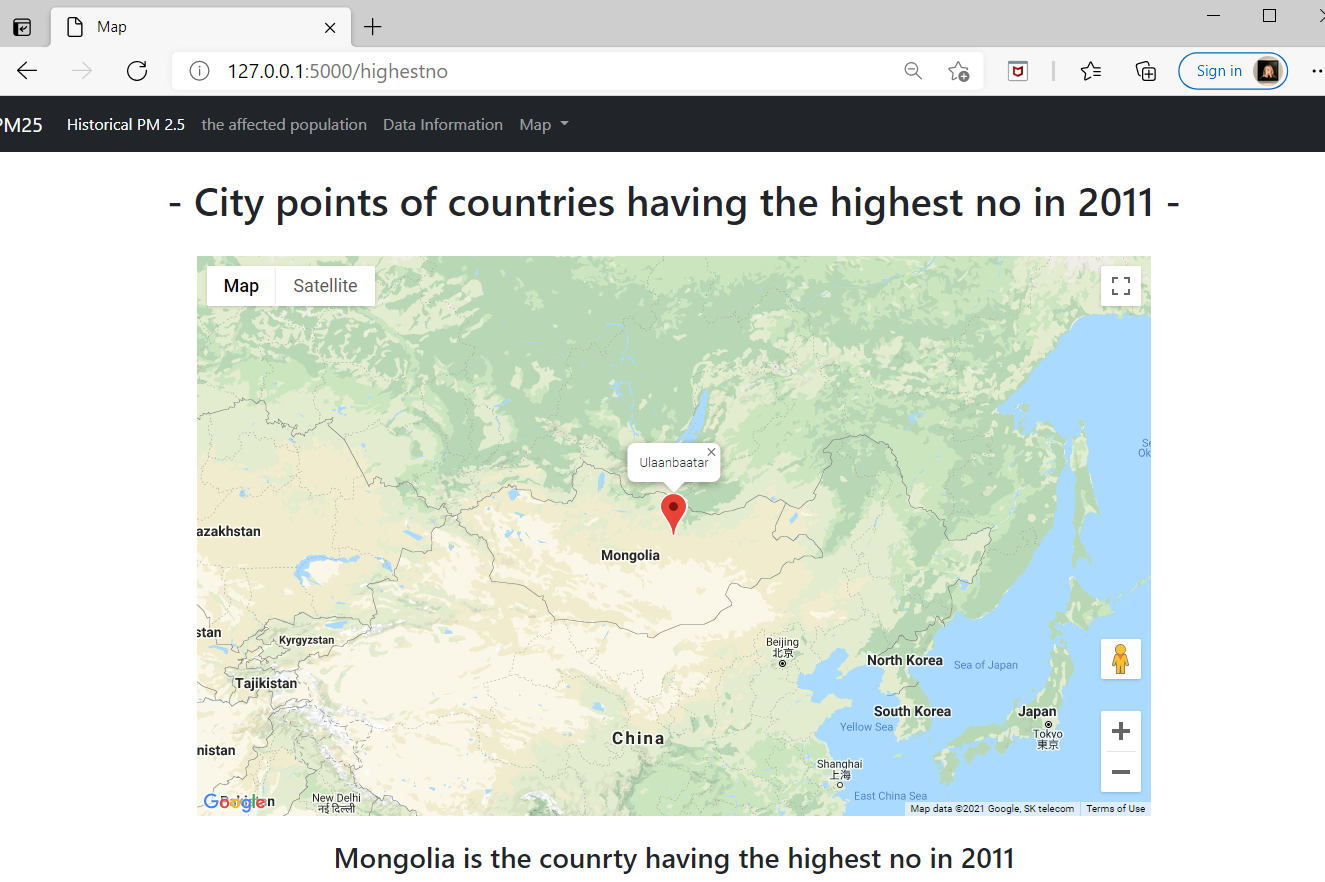 Map
127.0.0.1:5000/highestno
Sign in
PM25 Historical PM 2.5 the affected population Data Information Map
- City points of countries having the highest no in 2011 -
Map Satellite
Se
Ok
Ulaanbaatar
azakhstan
Mongolia
stan
Kyrgyzstan
Beijing
北京
North Korea
Sea of Japan
Tajikistan
South Korea
Japan
Yellow Sea
Tokyo
東京
China
nistan
Shanghai
上海
East China Sea
New Delhi
नई दिल्ली
Google
Map data ©2021 Google, SK telecom Terms of Use
Mongolia is the counrty having the highest no in 2011